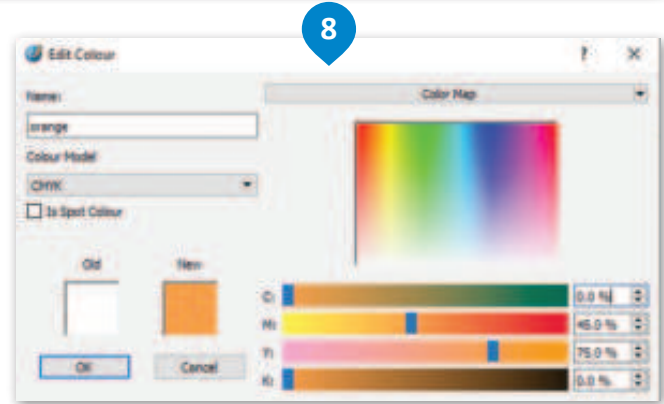 8
Edit Colour
? ×
Name:
orange
Colour Model
CMYK
Is Spot Colour
Old
New
OK
Cancel
Color Map
C: 0.0 %
M: 45.0 %
Y: 75.0 %
K: 0.0 %